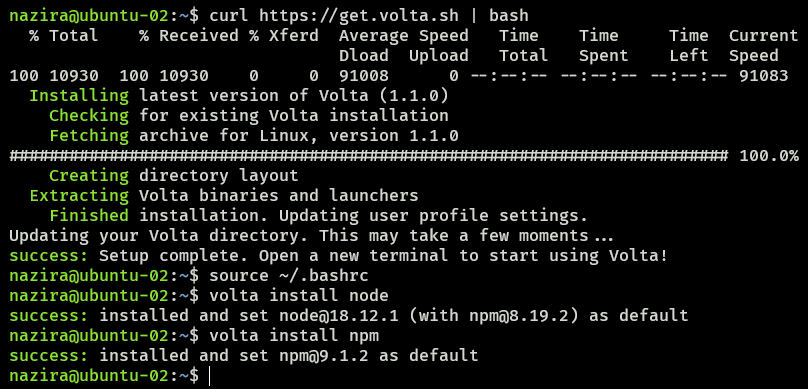 nazira@ubuntu-02:~$ curl https://get.volta.sh | bash
  % Total    % Received % Xferd  Average Speed   Time    Time     Time  Current
                                 Dload  Upload   Total   Spent    Left  Speed
100 10930  100 10930    0     0  91008      0 --:--:-- --:--:-- --:--:-- 91083
  Installing latest version of Volta (1.1.0)
    Checking for existing Volta installation
    Fetching archive for Linux, version 1.1.0
######################################################################## 100.0%
    Creating directory layout
  Extracting Volta binaries and launchers
    Finished installation. Updating user profile settings.
Updating your Volta directory. This may take a few moments...
success: Setup complete. Open a new terminal to start using Volta!
nazira@ubuntu-02:~$ source ~/.bashrc
nazira@ubuntu-02:~$ volta install node
success: installed and set node@18.12.1 (with npm@8.19.2) as default
nazira@ubuntu-02:~$ volta install npm
success: installed and set npm@9.1.2 as default
nazira@ubuntu-02:~$